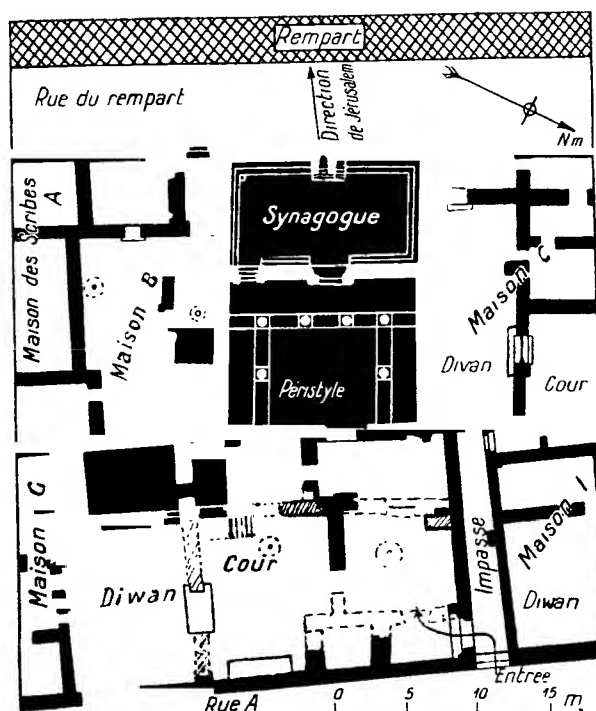 Rempart
Rue du rempart
Direction
de Jérusalem
Nm
Maison des Scribes
A
Synagogue
Maison B
Maison C
Divan
Cour
Péristyle
Maison G
Diwan
Cour
Impasse
Maison I
Diwan
Entrée
Rue A
0 5 10 15 m.